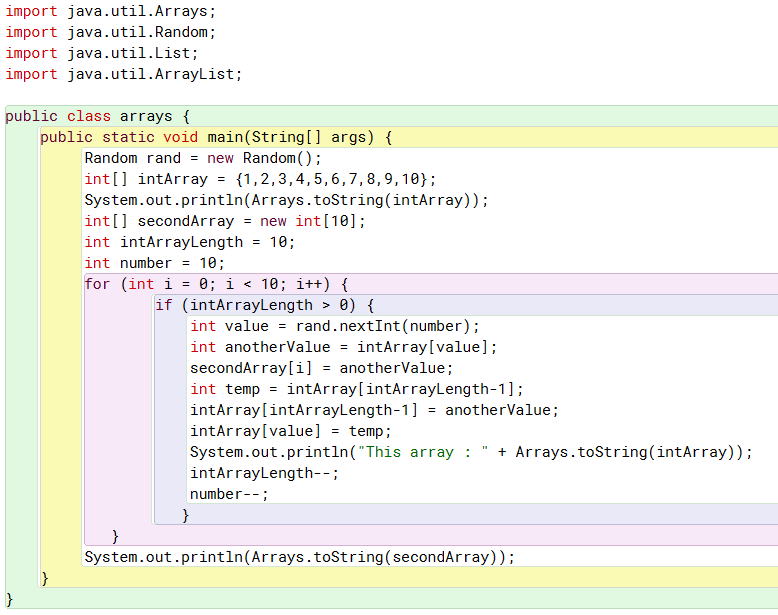 import java.util.Arrays;
import java.util.Random;
import java.util.List;
import java.util.ArrayList;

public class arrays {
    public static void main(String[] args) {
        Random rand = new Random();
        int[] intArray = {1,2,3,4,5,6,7,8,9,10};
        System.out.println(Arrays.toString(intArray));
        int[] secondArray = new int[10];
        int intArrayLength = 10;
        int number = 10;
        for (int i = 0; i < 10; i++) {
                if (intArrayLength > 0) {
                    int value = rand.nextInt(number);
                    int anotherValue = intArray[value];
                    secondArray[i] = anotherValue;
                    int temp = intArray[intArrayLength-1];
                    intArray[intArrayLength-1] = anotherValue;
                    intArray[value] = temp;
                    System.out.println("This array : " + Arrays.toString(intArray));
                    intArrayLength--;
                    number--;
                   }
           }
        System.out.println(Arrays.toString(secondArray));
    }
}